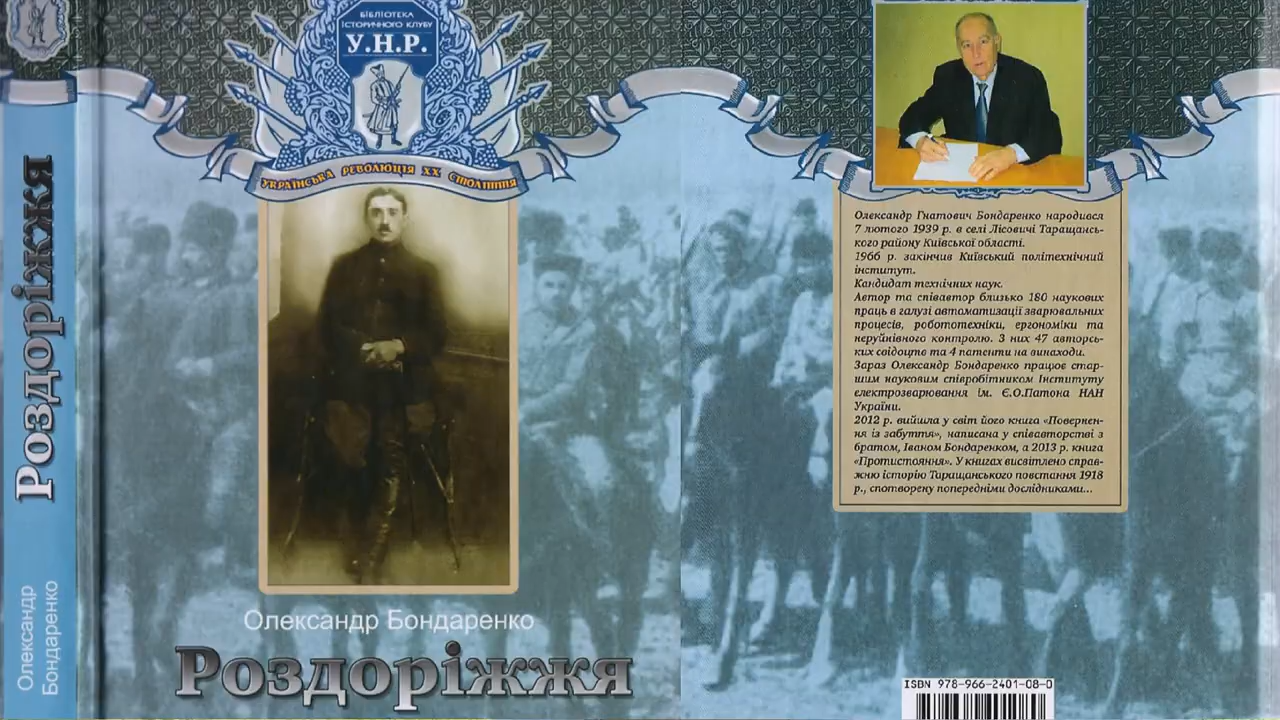 Роздоріжжя
Олександр
Бондаренко
БІБЛІОТЕКА
ІСТОРИЧНОГО КЛУБУ
У.Н.Р.
УКРАЇНСЬКА РЕВОЛЮЦІЯ ХХ СТОЛІТТЯ
Олександр Бондаренко
Роздоріжжя
Олександр Гнатович Бондаренко народився
7 лютого 1939 р. в селі Лісовичі Таращансь-
кого району Київської області.
1966 р. закінчив Київський політехнічний
інститут.
Кандидат технічних наук.
Автор та співавтор близько 180 наукових
праць в галузі автоматизації зварювальних
процесів, робототехніки, ергономіки та
неруйнівного контролю. З них 47 авторсь-
ких свідоцтв та 4 патенти на винаходи.
Зараз Олександр Бондаренко працює стар-
шим науковим співробітником Інституту
електрозварювання ім. Є.О.Патона НАН
України.
2012 р. вийшла у світ його книга «Повернен-
ня із забуття», написана у співавторстві з
братом, Іваном Бондаренком, а 2013 р. книга
«Протистояння». У книгах висвітлено справ-
жню історію Таращанського повстання 1918
р., спотворену попередніми дослідниками...
ISBN 978-966-2401-08-0